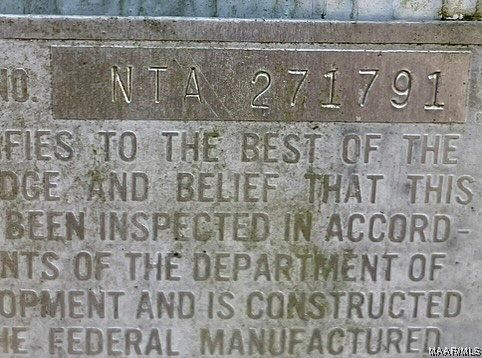 NO. NTA 271791
FIES TO THE BEST OF THE
DGE AND BELIEF THAT THIS
BEEN INSPECTED IN ACCORD-
NTS OF THE DEPARTMENT OF
OPMENT AND IS CONSTRUCTED
HE FEDERAL MANUFACTURED
MAAR/MLS